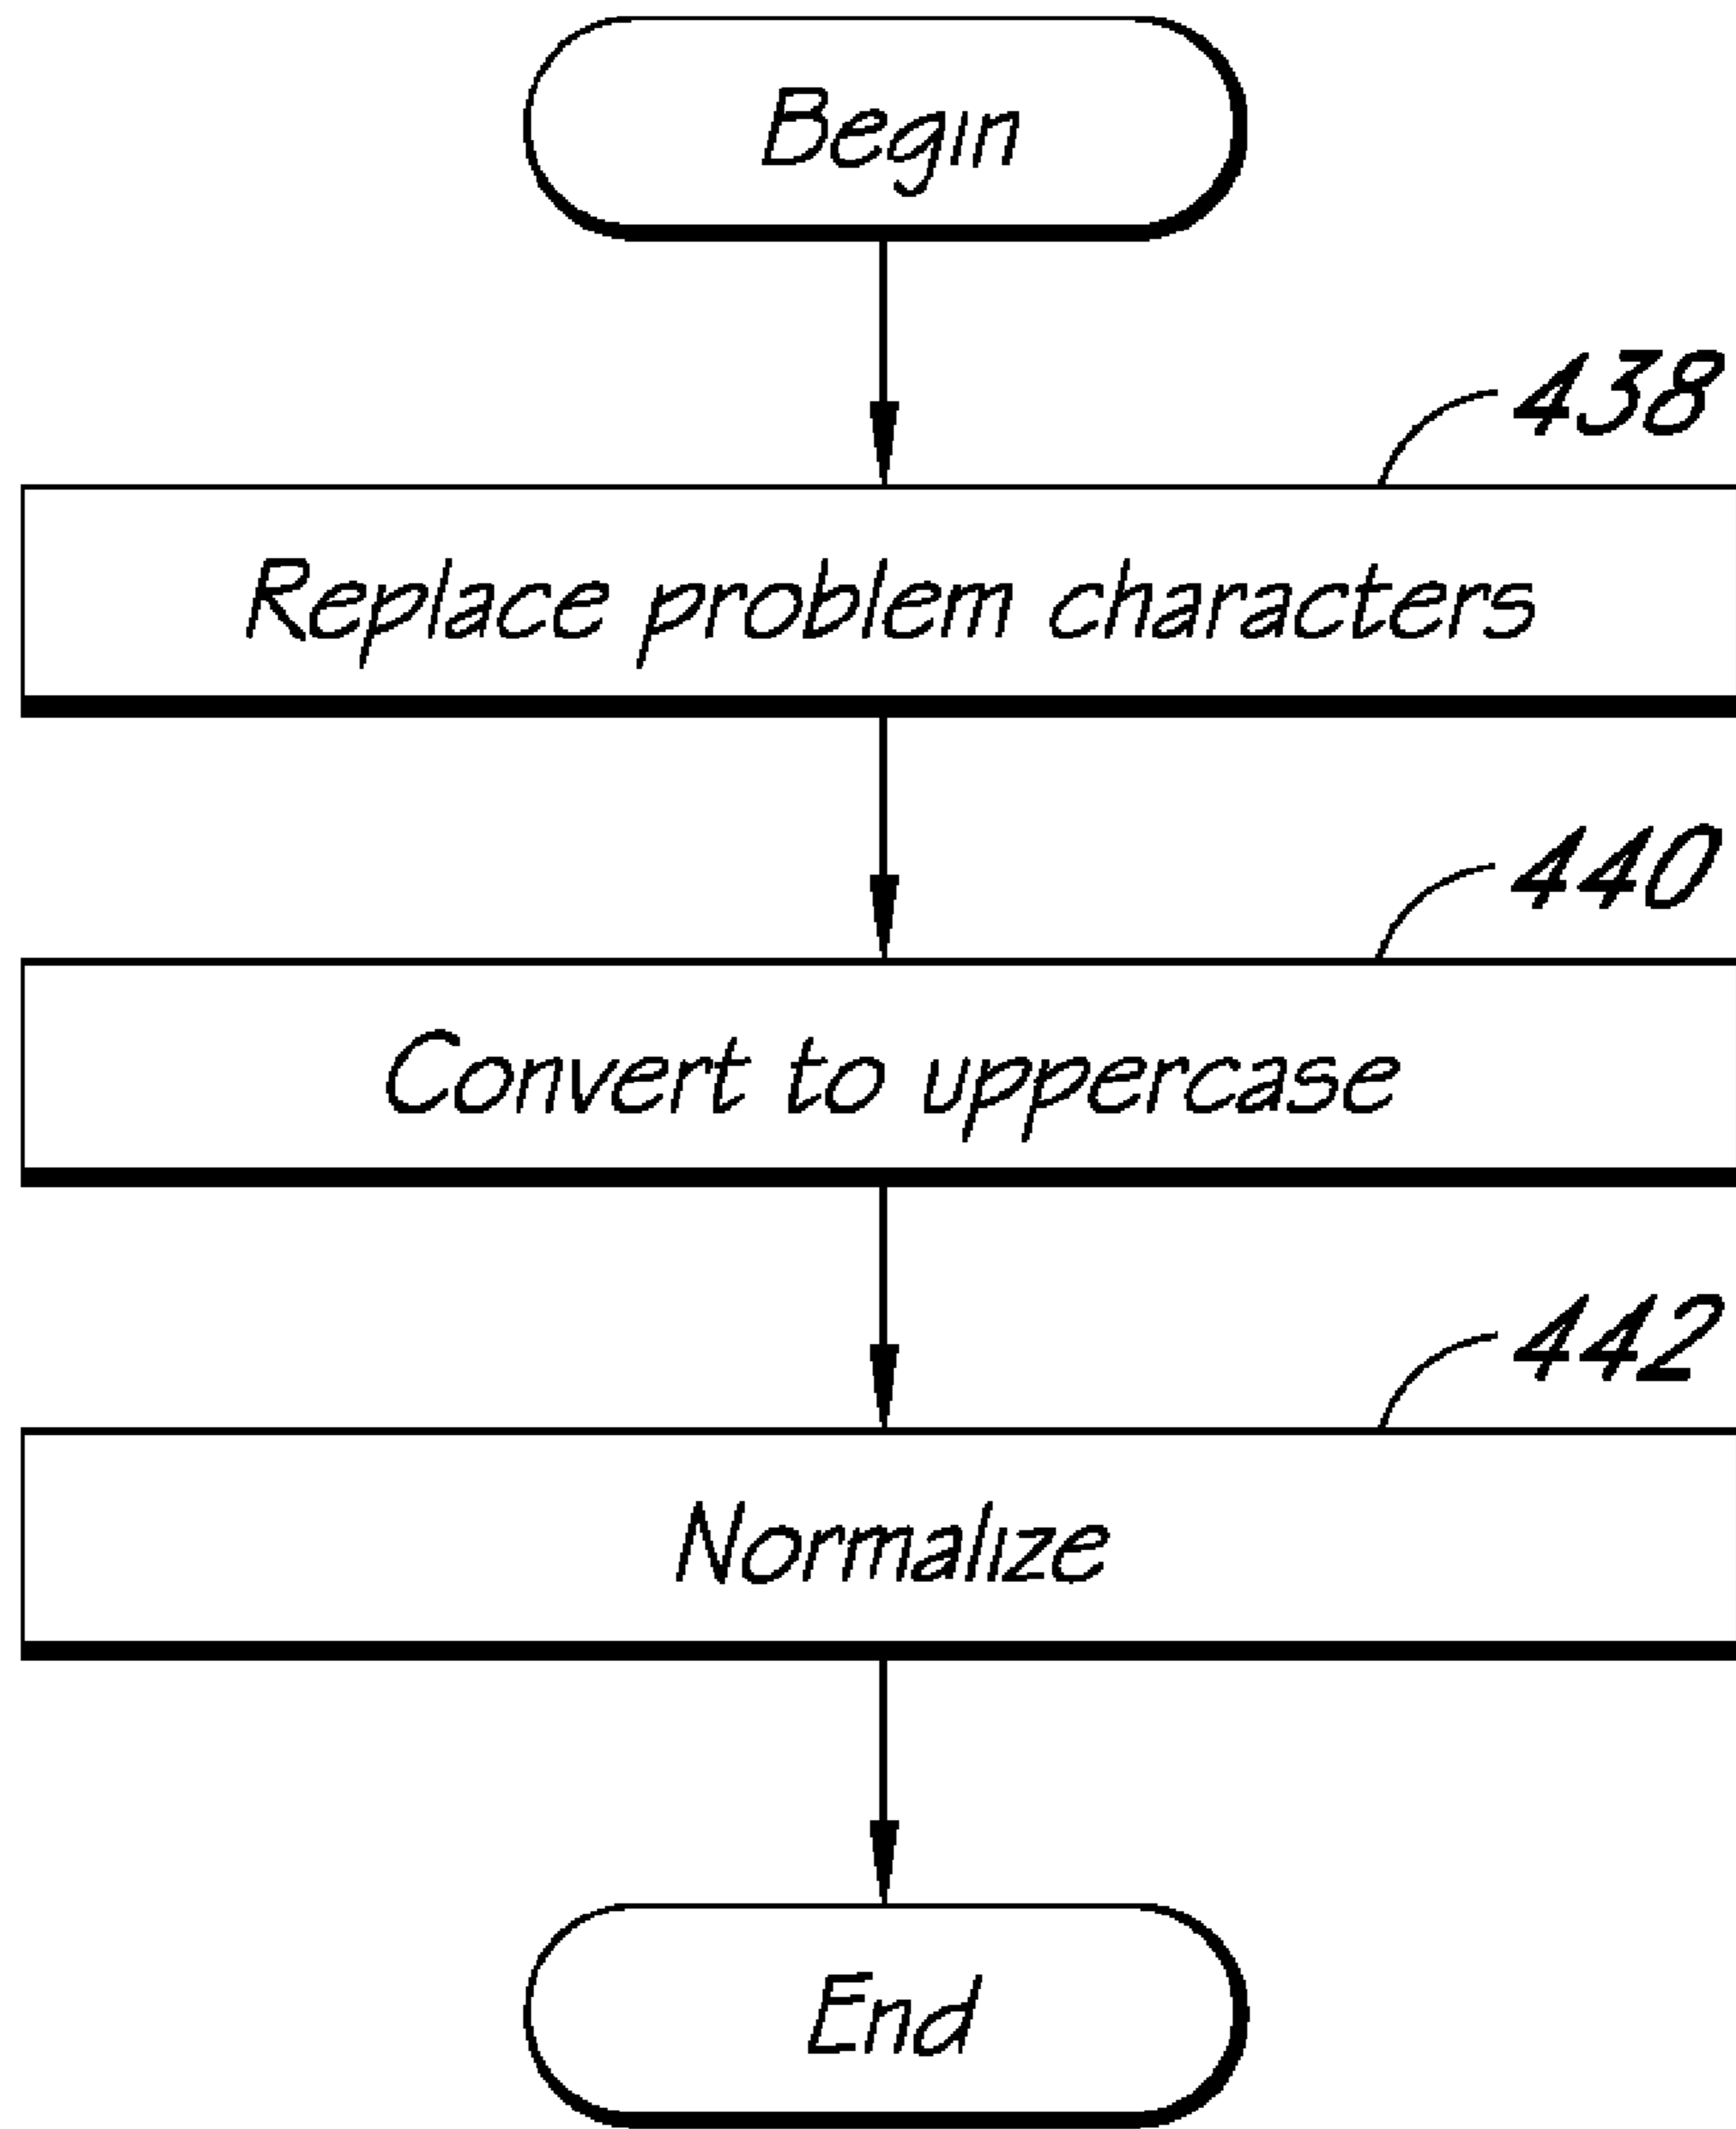 Begin
438
Replace problem characters
440
Convert to uppercase
442
Normalize
End